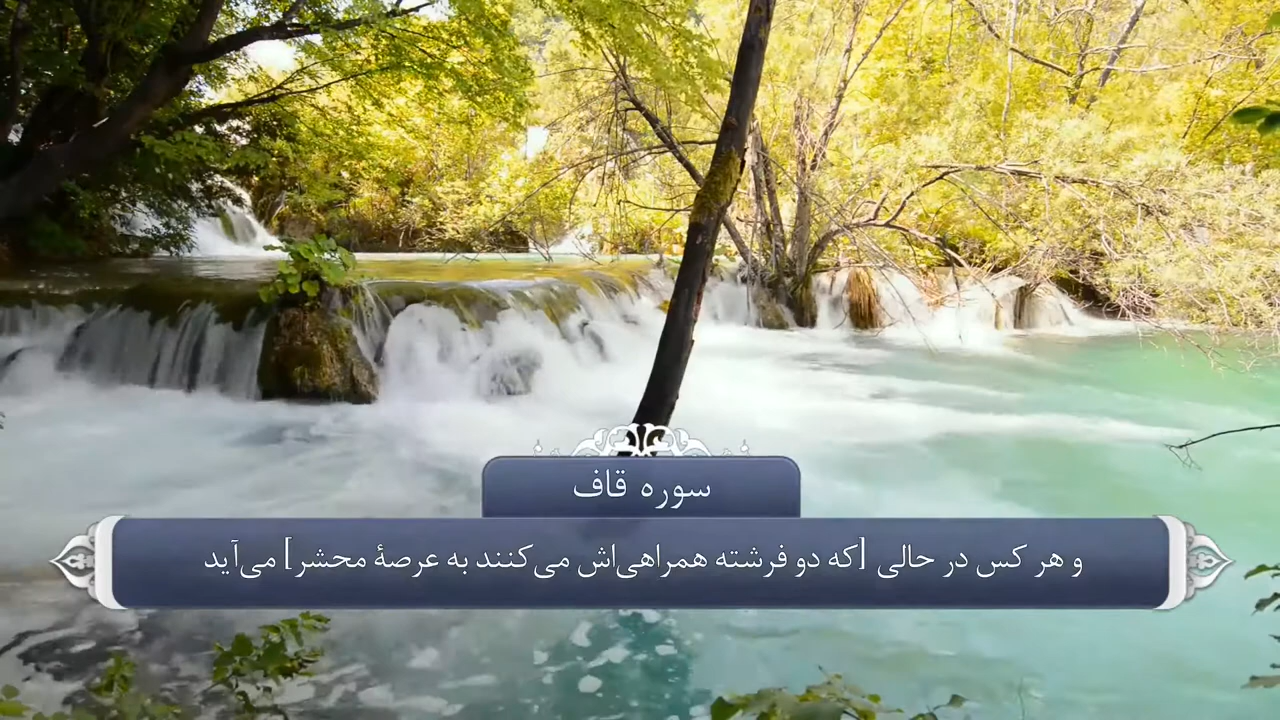 سوره قاف
و هر کس در حالی [که دو فرشته همراهی‌اش می‌کنند به عرصهٔ محشر] می‌آید